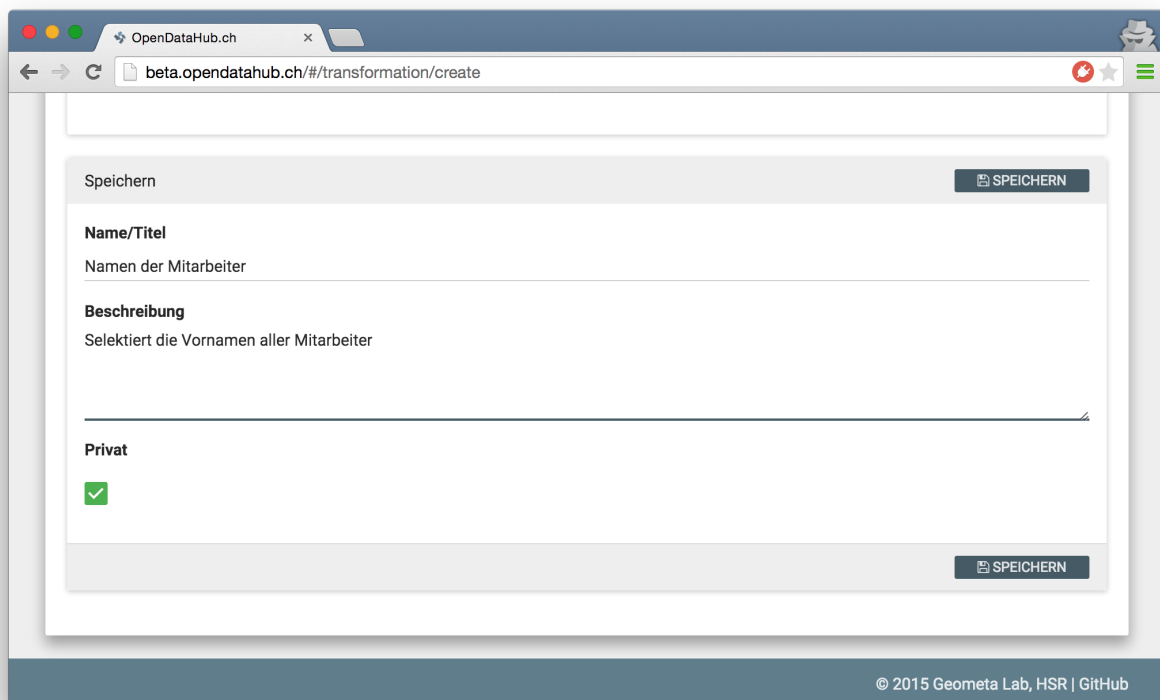 OpenDataHub.ch
beta.opendatahub.ch/#/transformation/create
Speichern
SPEICHERN
Name/Titel
Namen der Mitarbeiter
Beschreibung
Selektiert die Vornamen aller Mitarbeiter
Privat
SPEICHERN
© 2015 Geometa Lab, HSR | GitHub